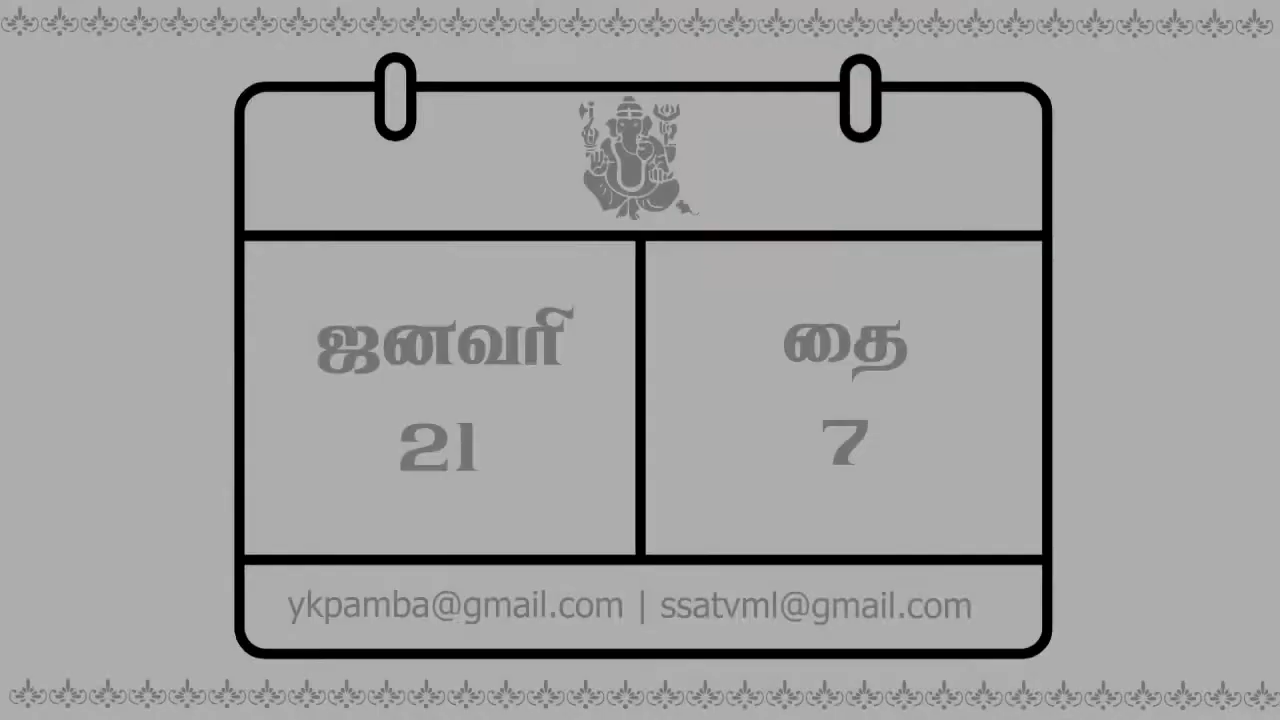 ஜனவரி
21
தை
7
ykpamba@gmail.com | ssatvml@gmail.com